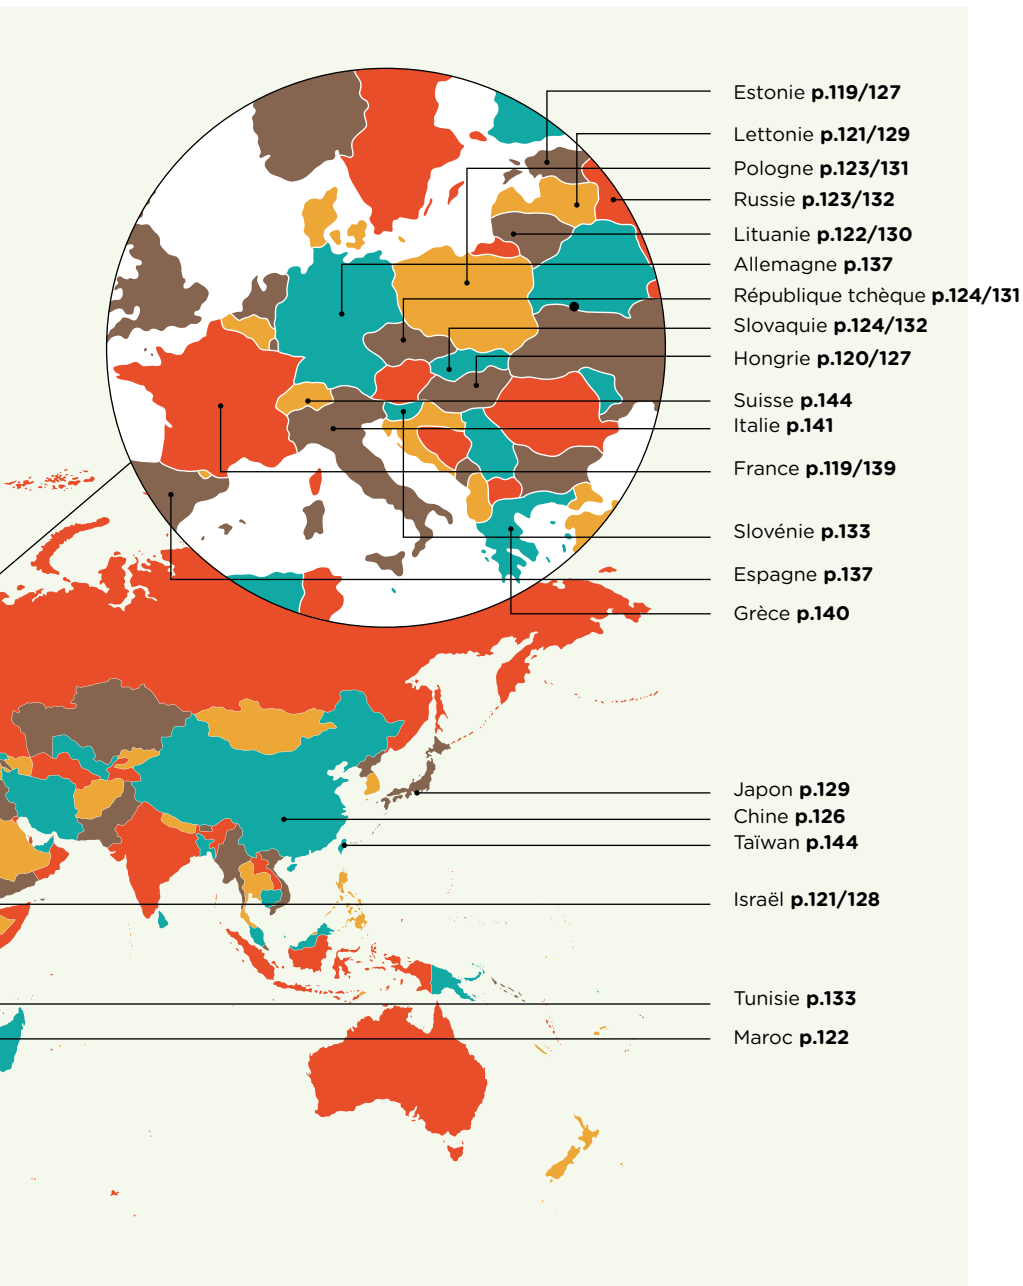 Estonie p.119/127
Lettonie p.121/129
Pologne p.123/131
Russie p.123/132
Lituanie p.122/130
Allemagne p.137
République tchèque p.124/131
Slovaquie p.124/132
Hongrie p.120/127
Suisse p.144
Italie p.141
France p.119/139
Slovénie p.133
Espagne p.137
Grèce p.140
Japon p.129
Chine p.126
Taïwan p.144
Israël p.121/128
Tunisie p.133
Maroc p.122